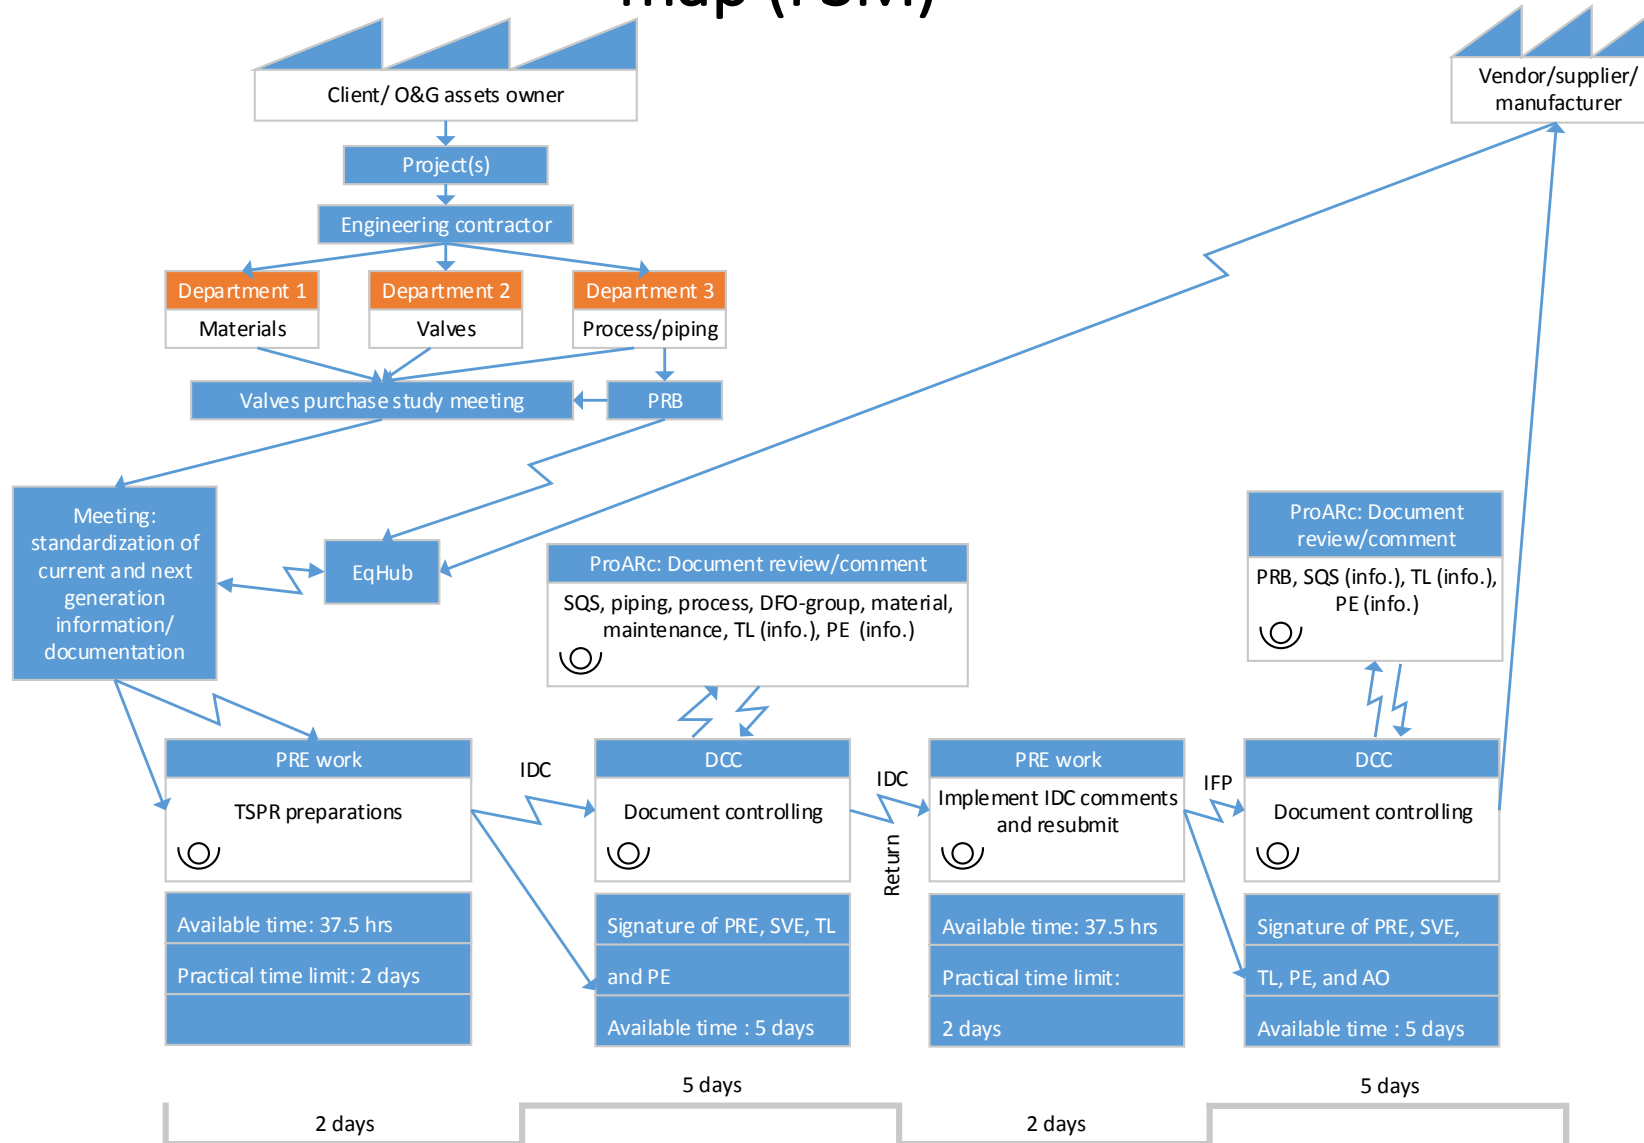 map (FSM)
Client/ O&G assets owner
Vendor/supplier/
manufacturer
Project(s)
Engineering contractor
Department 1
Department 2
Department 3
Materials
Valves
Process/piping
Valves purchase study meeting
PRB
Meeting:
standardization of
current and next
generation
information/
documentation
EqHub
ProARc: Document review/comment
SQS, piping, process, DFO-group, material,
maintenance, TL (info.), PE (info.)
ProARc: Document
review/comment
PRB, SQS (info.), TL (info.),
PE (info.)
PRE work
TSPR preparations
IDC
DCC
Document controlling
IDC
Return
PRE work
Implement IDC comments
and resubmit
IFP
DCC
Document controlling
Available time: 37.5 hrs
Practical time limit: 2 days
Signature of PRE, SVE, TL
and PE
Available time : 5 days
Available time: 37.5 hrs
Practical time limit:
2 days
Signature of PRE, SVE,
TL, PE, and AO
Available time : 5 days
2 days
5 days
2 days
5 days